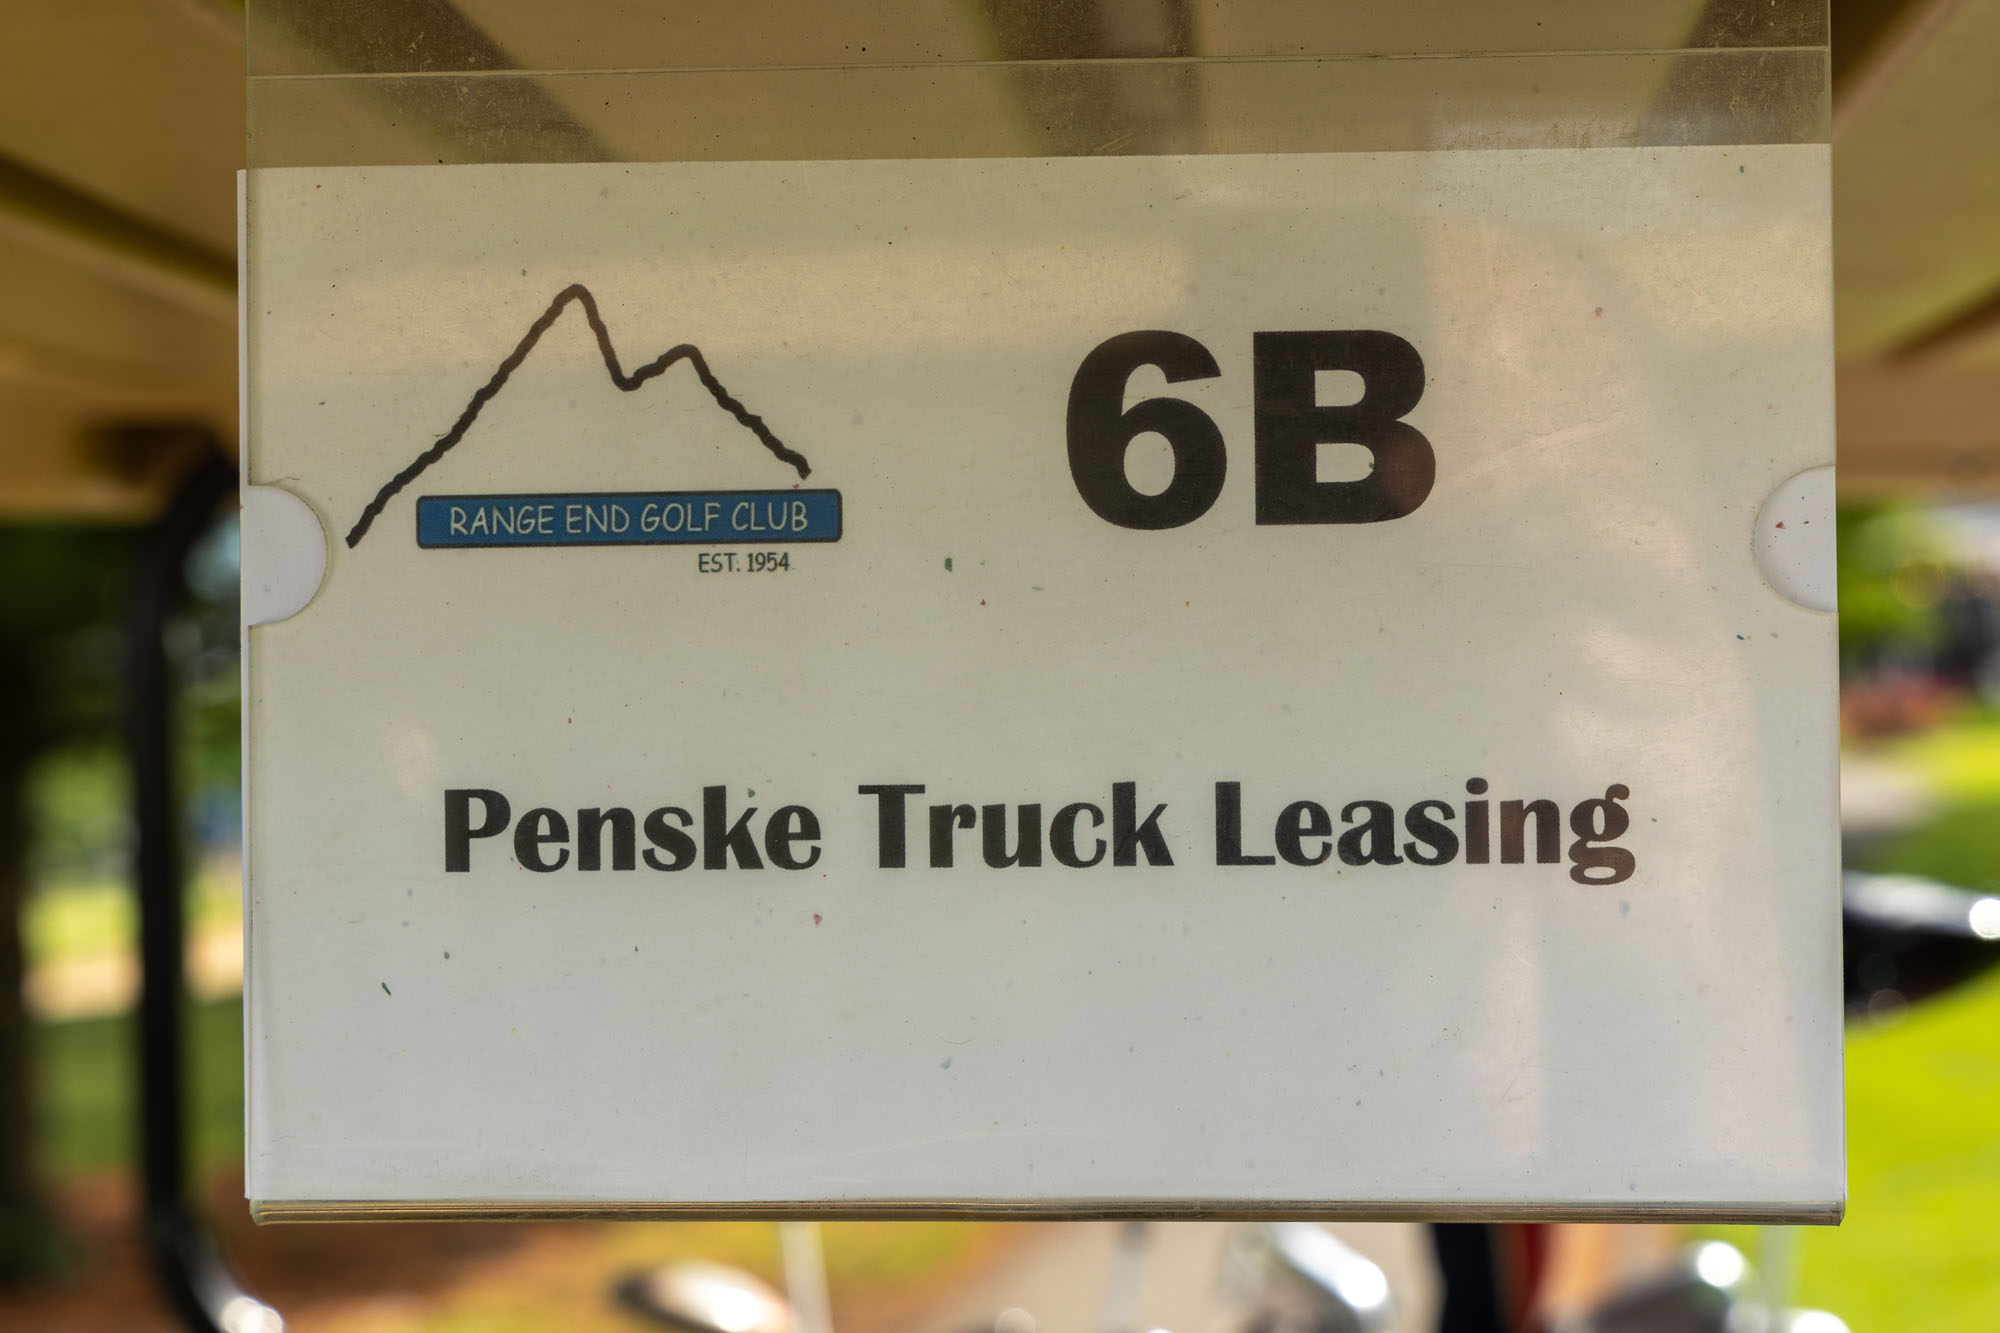 6B
RANGE END GOLF CLUB
EST. 1954
Penske Truck Leasing